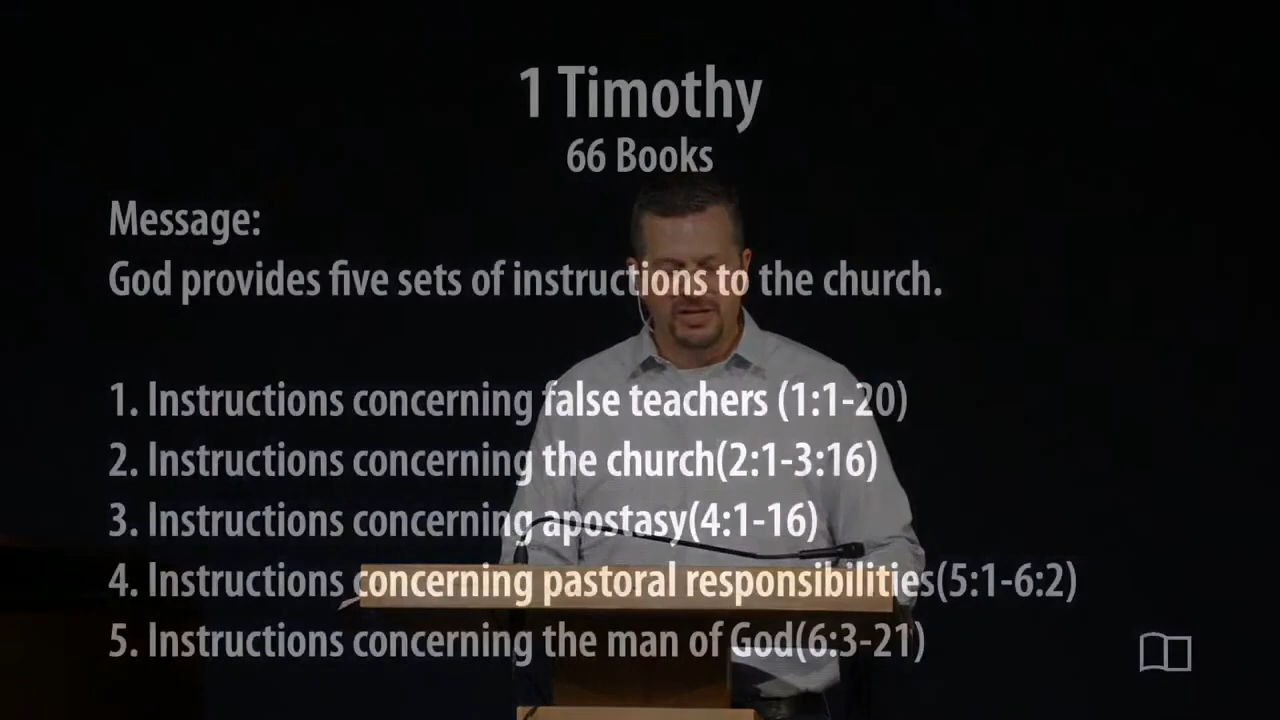 1 Timothy
66 Books
Message:
God provides five sets of instructions to the church.
1. Instructions concerning false teachers (1:1-20)
2. Instructions concerning the church(2:1-3:16)
3. Instructions concerning apostasy(4:1-16)
4. Instructions concerning pastoral responsibilities(5:1-6:2)
5. Instructions concerning the man of God(6:3-21)